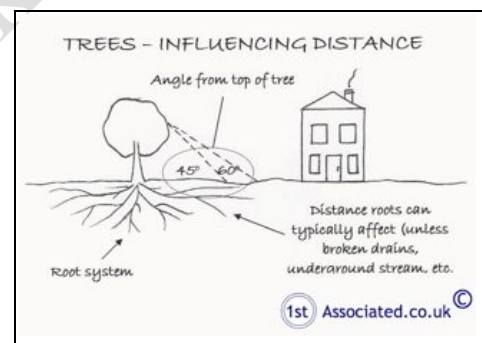 TREES – INFLUENCING DISTANCE
Angle from top of tree
45° 60°
Distance roots can
typically affect (unless
broken drains,
underground stream, etc.
Root system
1st Associated.co.uk ©